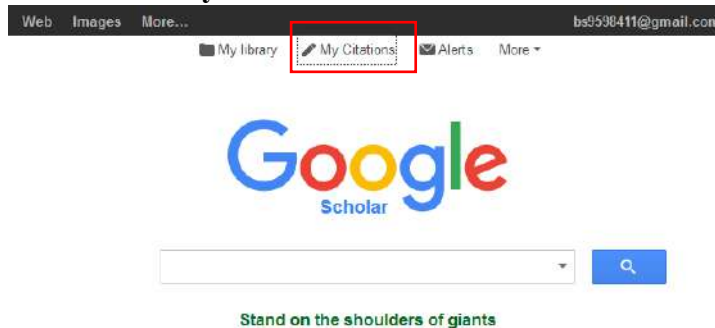 Web Images More... bs9598411@gmail.com
My library My Citations Alerts More
Google
Scholar
Stand on the shoulders of giants